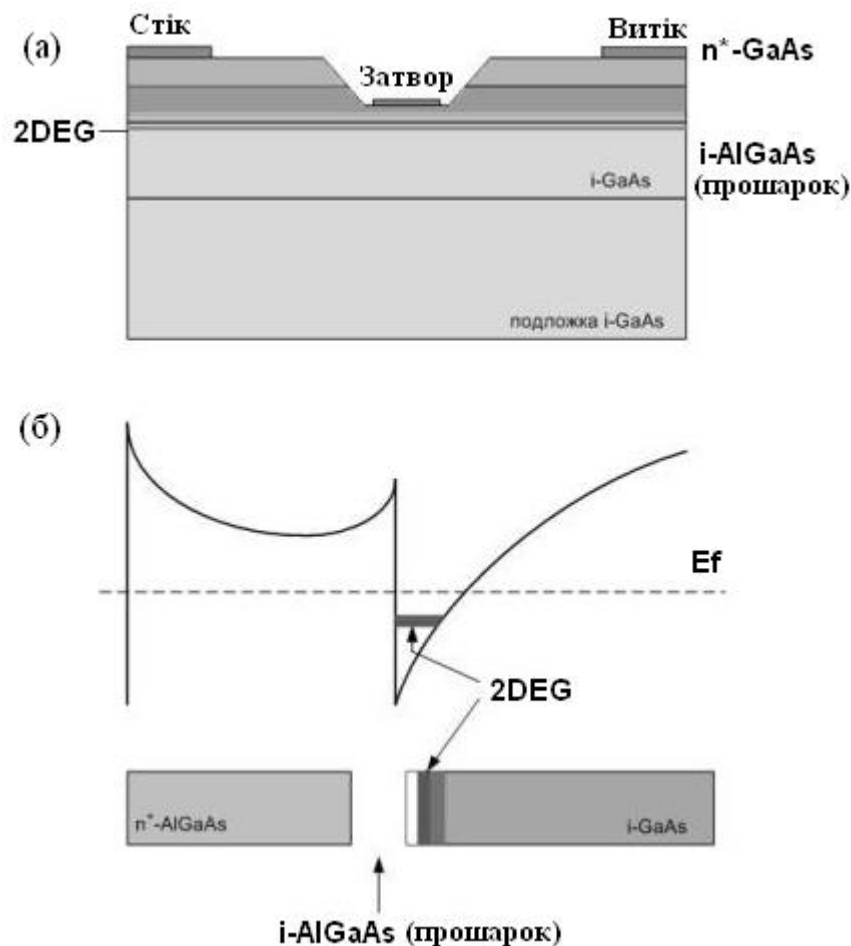 (а)
Стік
Витік
n*-GaAs
Затвор
2DEG
i-GaAs
i-AlGaAs
(прошарок)
подложка i-GaAs
(б)
Ef
2DEG
n⁺-AlGaAs
i-GaAs
i-AlGaAs (прошарок)